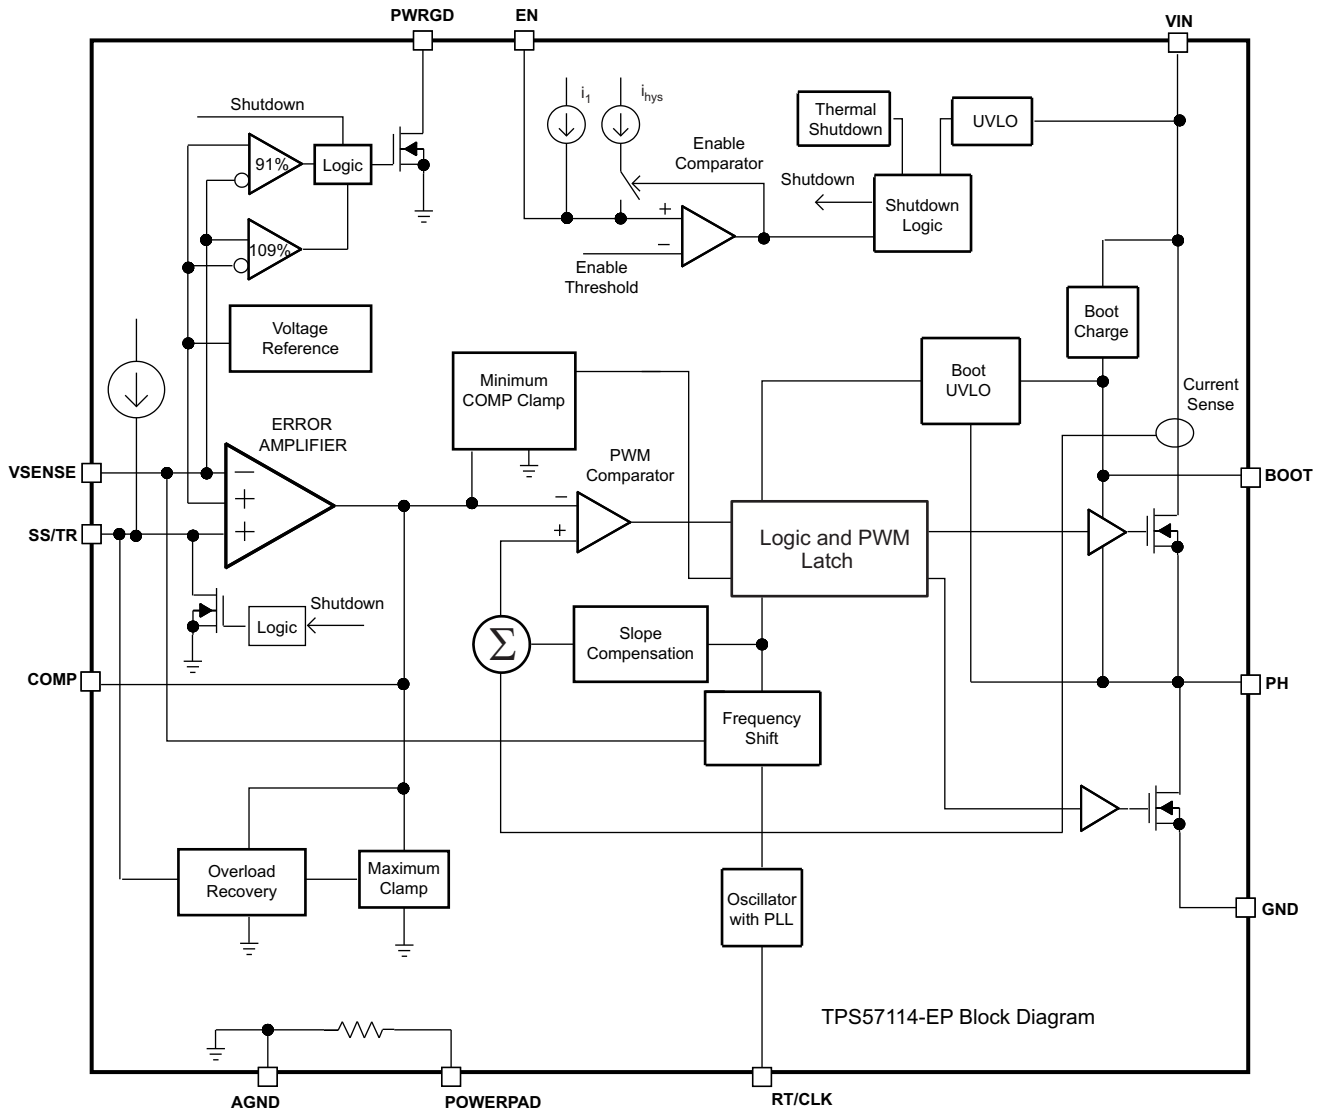 PWRGD
EN
VIN
i1
ihys
Shutdown
Thermal
Shutdown
UVLO
Enable
Comparator
91%
Logic
Shutdown
Shutdown
Logic
+
−
109%
Enable
Threshold
Voltage
Reference
Boot
Charge
Minimum
COMP Clamp
Boot
UVLO
Current
Sense
ERROR
AMPLIFIER
PWM
Comparator
VSENSE
−
+
+
−
+
BOOT
SS/TR
Logic and PWM
Latch
Shutdown
Logic
Σ
Slope
Compensation
COMP
PH
Frequency
Shift
Overload
Recovery
Maximum
Clamp
Oscillator
with PLL
GND
TPS57114-EP Block Diagram
AGND
POWERPAD
RT/CLK